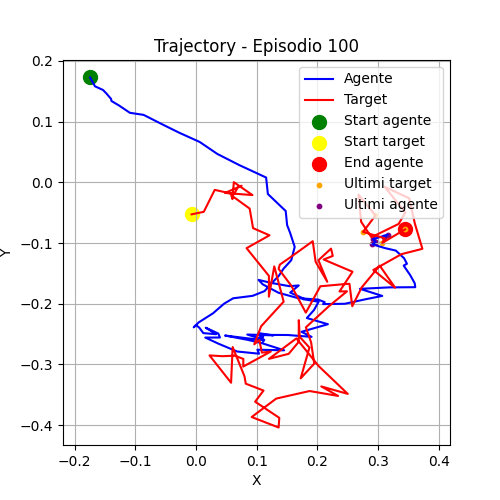 Trajectory - Episodio 100
Agente
Target
Start agente
Start target
End agente
Ultimi target
Ultimi agente
Y
0.2
0.1
0.0
−0.1
−0.2
−0.3
−0.4
−0.2
−0.1
0.0
0.1
0.2
0.3
0.4
X